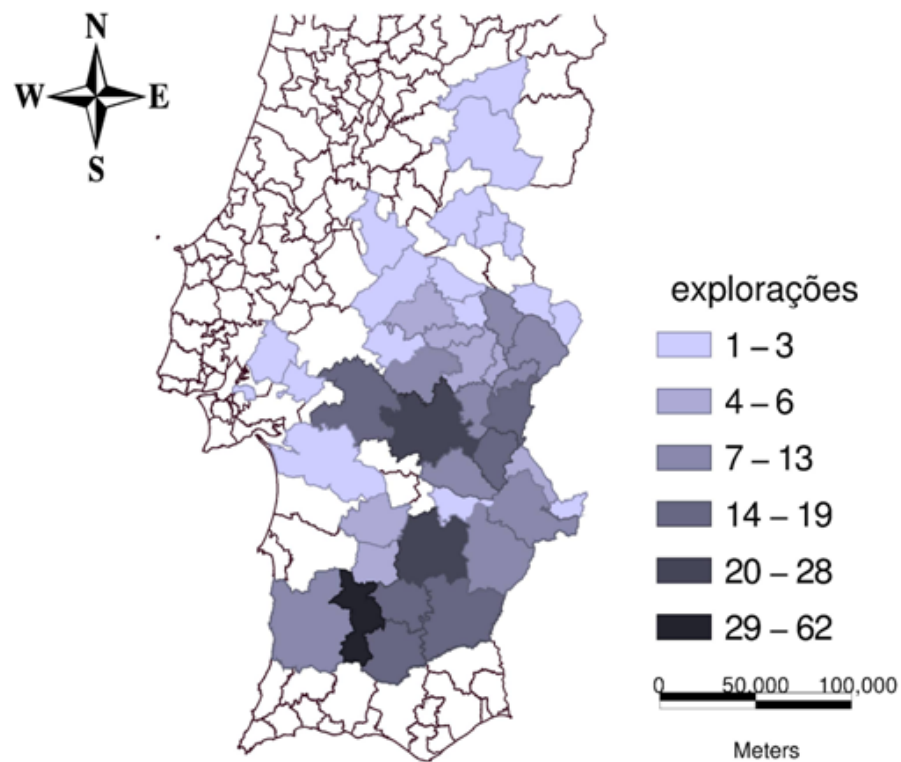 N
W E
S
explorações
1 – 3
4 – 6
7 – 13
14 – 19
20 – 28
29 – 62
0 50,000 100,000
Meters